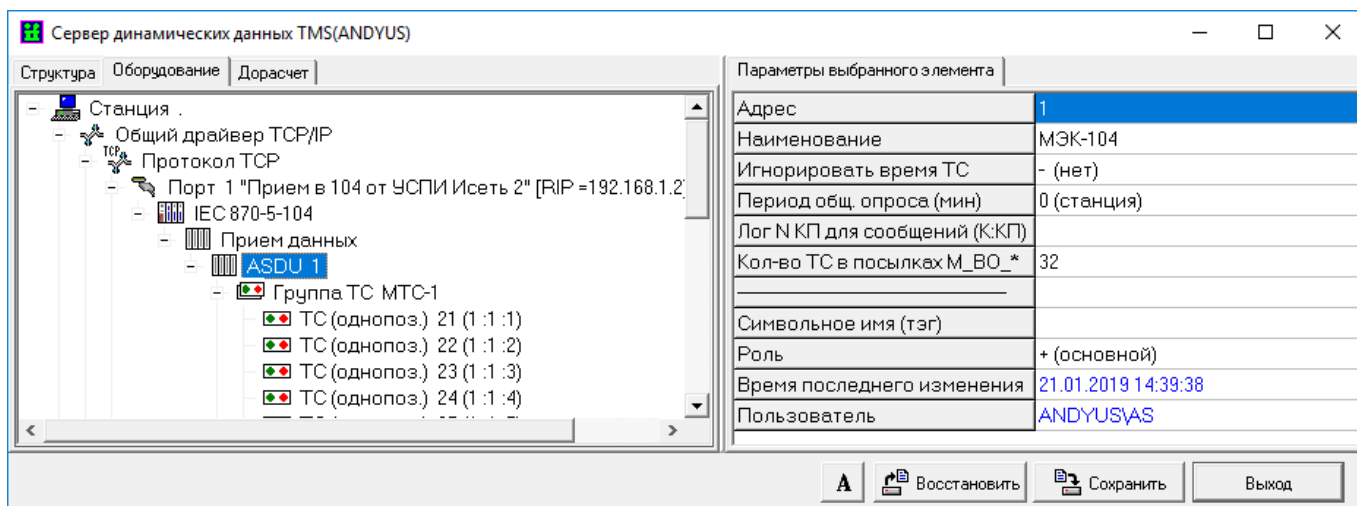 Сервер динамических данных TMS(ANDYUS)
Структура Оборудование Дорасчет
Станция .
Общий драйвер TCP/IP
TCP Протокол TCP
Порт 1 "Прием в 104 от УСПИ Исеть 2" [RIP =192.168.1.2
IEC 870-5-104
Прием данных
ASDU 1
Группа ТС МТС-1
ТС (однопоз.) 21 (1 :1 :1)
ТС (однопоз.) 22 (1 :1 :2)
ТС (однопоз.) 23 (1 :1 :3)
ТС (однопоз.) 24 (1 :1 :4)
Параметры выбранного элемента
Адрес 1
Наименование МЭК-104
Игнорировать время ТС - (нет)
Период общ. опроса (мин) 0 (станция)
Лог N КП для сообщений (К:КП)
Кол-во ТС в посылках M_BO_* 32
Символьное имя (тэг)
Роль + (основной)
Время последнего изменения 21.01.2019 14:39:38
Пользователь ANDYUS\AS
A Восстановить Сохранить Выход